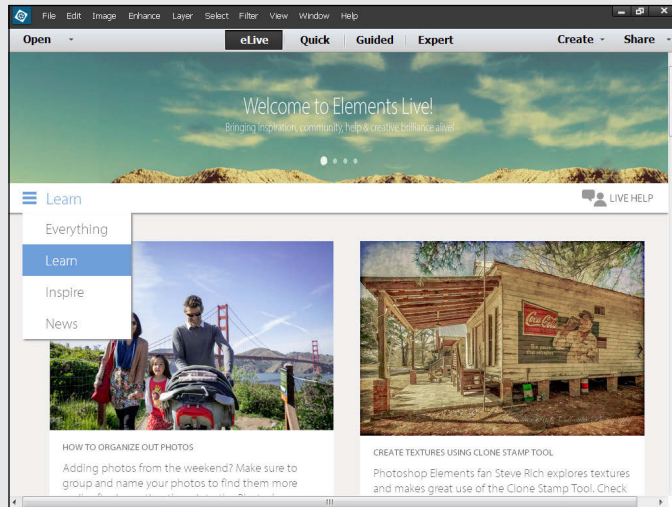 File Edit Image Enhance Layer Select Filter View Window Help
Open eLive Quick Guided Expert Create Share
Welcome to Elements Live!
Bringing inspiration, community, help & creative brilliance alive!
Learn LIVE HELP
Everything
Learn
Inspire
News
Coca-Cola
HOW TO ORGANIZE OUT PHOTOS
Adding photos from the weekend? Make sure to
group and name your photos to find them more
CREATE TEXTURES USING CLONE STAMP TOOL
Photoshop Elements fan Steve Rich explores textures
and makes great use of the Clone Stamp Tool. Check